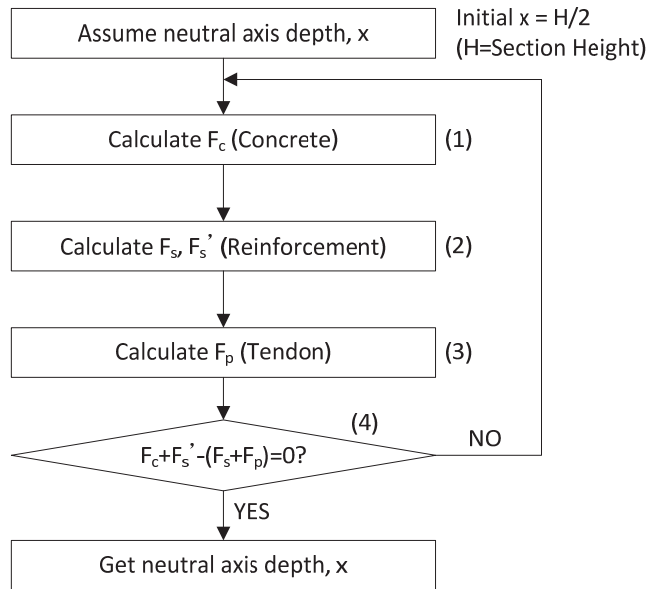 Assume neutral axis depth, x
Initial x = H/2
(H=Section Height)
Calculate Fc (Concrete)
(1)
Calculate Fs, Fs' (Reinforcement)
(2)
Calculate Fp (Tendon)
(3)
(4)
Fc+Fs'-(Fs+Fp)=0?
NO
YES
Get neutral axis depth, x